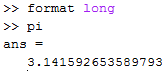 >> format long
>> pi
ans =
3.141592653589793